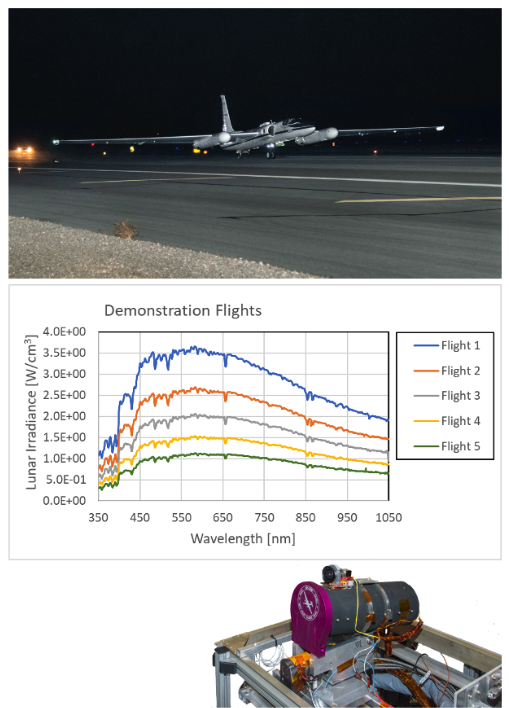 Demonstration Flights
4.0E+00
3.5E+00
3.0E+00
2.5E+00
2.0E+00
1.5E+00
1.0E+00
5.0E-01
0.0E+00
Lunar Irradiance [W/cm³]
350 450 550 650 750 850 950 1050
Wavelength [nm]
Flight 1
Flight 2
Flight 3
Flight 4
Flight 5